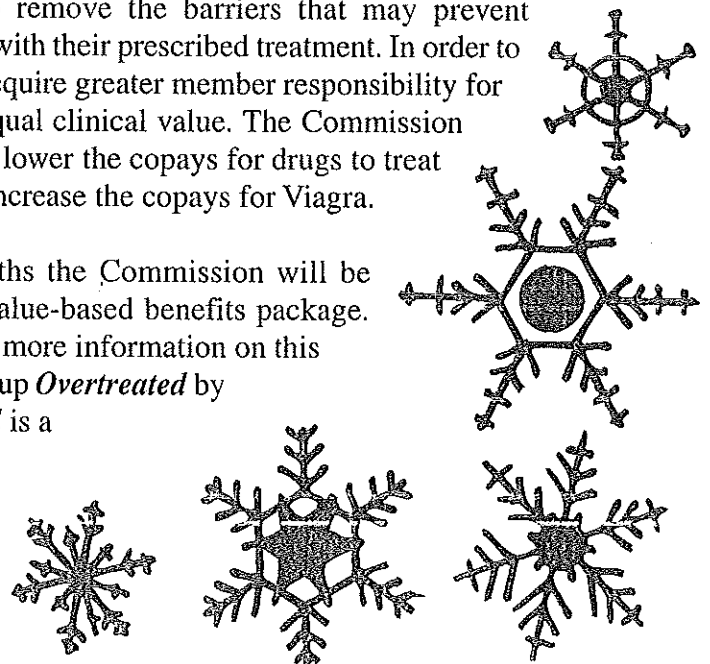 remove the barriers that may prevent
with their prescribed treatment. In order to
quire greater member responsibility for
qual clinical value. The Commission
lower the copays for drugs to treat
ncrease the copays for Viagra.
ths the Commission will be
alue-based benefits package.
more information on this
up Overtreated by
is a